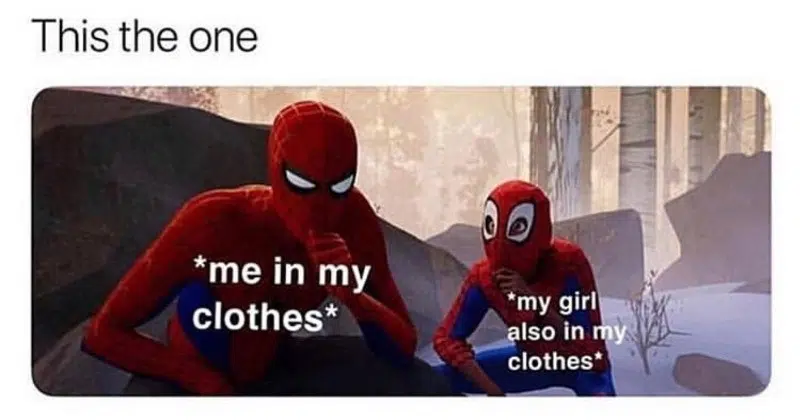 This the one
*me in my
clothes*
*my girl
also in my
clothes*